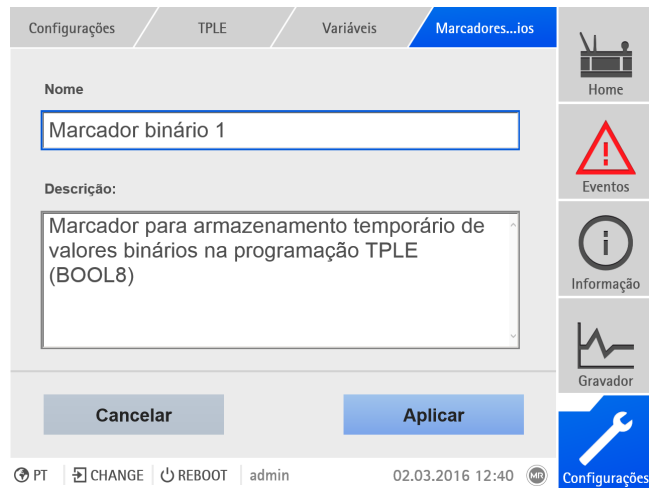 Configurações TPLE Variáveis Marcadores...ios
Nome
Marcador binário 1
Descrição:
Marcador para armazenamento temporário de
valores binários na programação TPLE
(BOOL8)
Cancelar Aplicar
PT CHANGE REBOOT admin 02.03.2016 12:40 MR
Home
Eventos
Informação
Gravador
Configurações